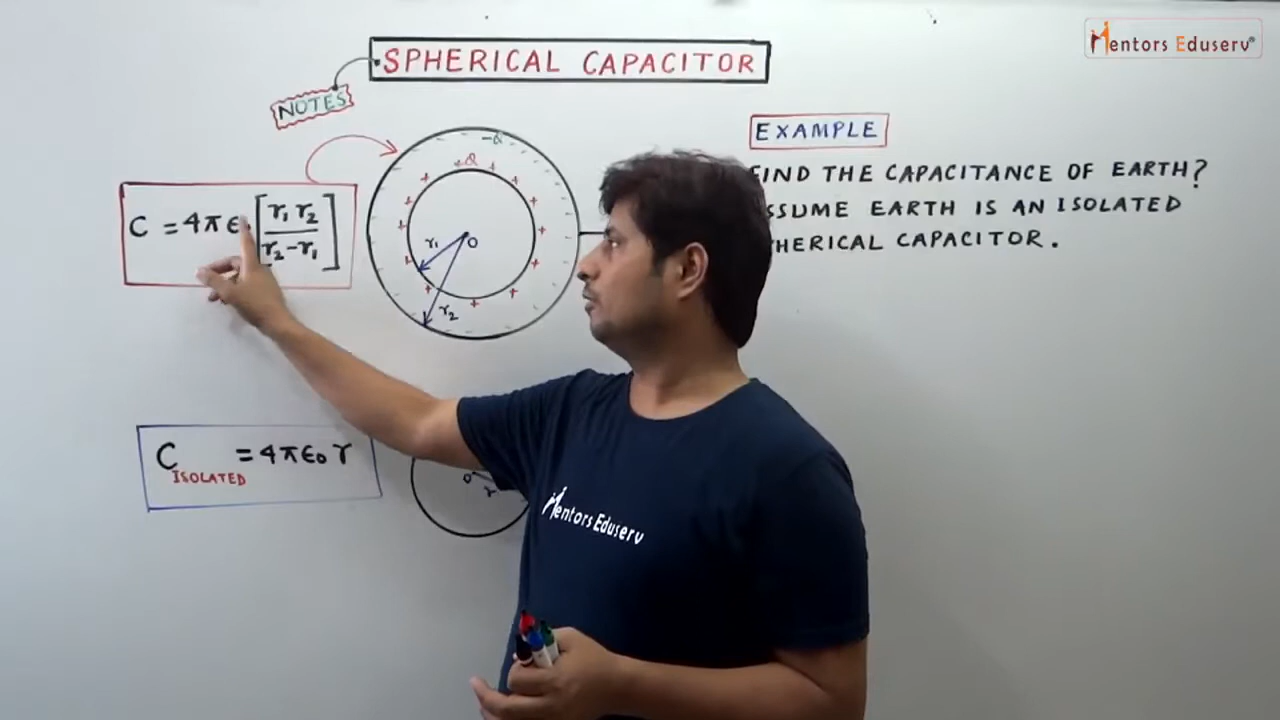 Mentors Eduserv®
SPHERICAL CAPACITOR
NOTES
EXAMPLE
FIND THE CAPACITANCE OF EARTH?
ASSUME EARTH IS AN ISOLATED
SPHERICAL CAPACITOR.
-Q
+Q
r₁
O
r₂
C = 4πϵ₀ [r₁ r₂ / r₂-r₁]
C ISOLATED = 4πϵ₀ r
O
r
Mentors Eduserv